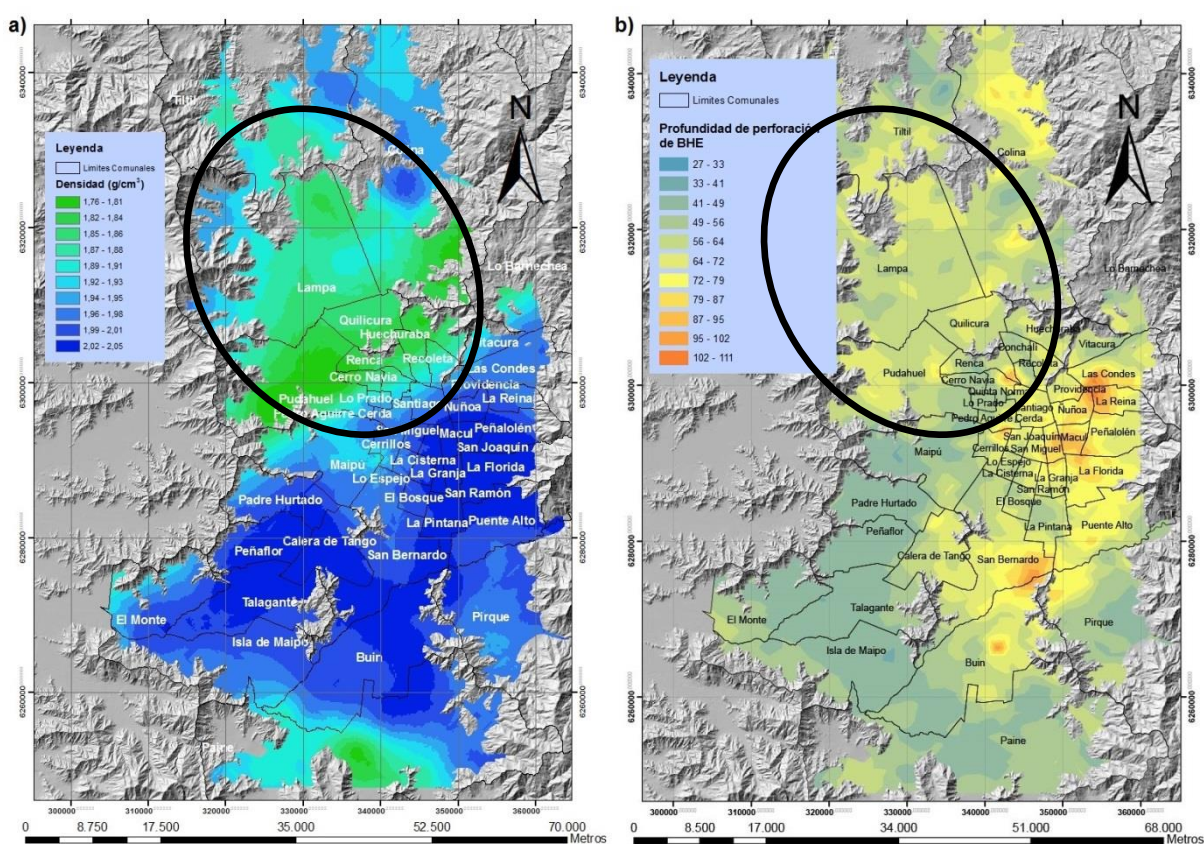 a)
Tiltil
Colina
N
Leyenda
Limites Comunales
Densidad (g/cm³)
1,76 - 1,81
1,82 - 1,84
1,85 - 1,86
1,87 - 1,88
1,89 - 1,91
1,92 - 1,93
1,94 - 1,95
1,96 - 1,98
1,99 - 2,01
2,02 - 2,05
Lo Barnechea
Lampa
Quilicura
Huechuraba
Vitacura
Renca
Recoleta
Las Condes
Cerro Navia
Providencia
Pudahuel
Lo Prado
Santiago
Ñuñoa
La Reina
Aguirre Cerda
Peñalolén
Cerrillos
Macul
San Joaquín
Maipú
La Cisterna
La Florida
Lo Espejo
La Granja
Padre Hurtado
El Bosque
San Ramón
La Pintana
Puente Alto
Peñaflor
Calera de Tango
San Bernardo
Talagante
El Monte
Pirque
Isla de Maipo
Buin
Paine
6340000
6320000
6300000
6280000
6260000
300000
310000
320000
330000
340000
350000
360000
0
8.750
17.500
35.000
52.500
70.000
Metros
b)
Leyenda
Limites Comunales
Profundidad de perforación
de BHE
27 - 33
33 - 41
41 - 49
49 - 56
56 - 64
64 - 72
72 - 79
79 - 87
87 - 95
95 - 102
102 - 111
N
Tiltil
Colina
Lo Barnechea
Lampa
Quilicura
Huechuraba
Conchalí
Vitacura
Renca
Recoleta
Las Condes
Pudahuel
Cerro Navia
Quinta Normal
Providencia
Lo Prado
La Reina
Santiago
Ñuñoa
Pedro Aguirre Cerda
Peñalolén
San Joaquín
Macul
Maipú
Cerrillos
San Miguel
Lo Espejo
La Cisterna
La Florida
La Granja
San Ramón
El Bosque
Padre Hurtado
La Pintana
Puente Alto
Peñaflor
Calera de Tango
San Bernardo
Talagante
El Monte
Pirque
Isla de Maipo
Buin
Paine
6340000
6320000
6300000
6280000
6260000
300000
310000
320000
330000
340000
350000
360000
0
8.500
17.000
34.000
51.000
68.000
Metros